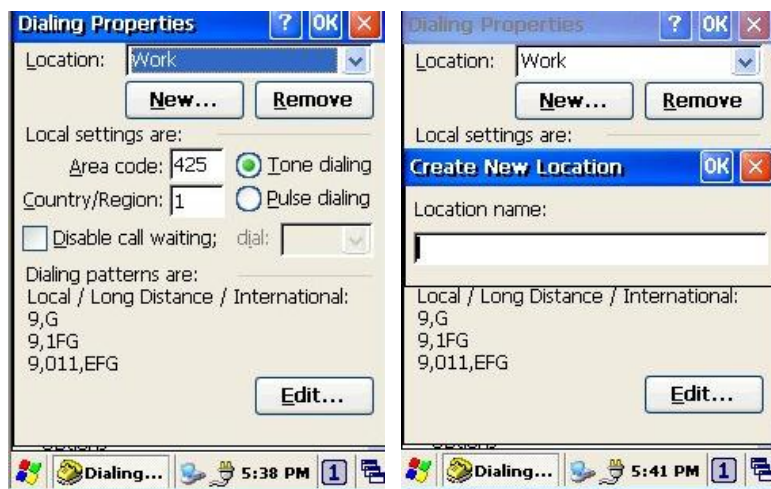 Dialing Properties ? OK X
Location: Work
New... Remove
Local settings are:
Area code: 425 Tone dialing
Country/Region: 1 Pulse dialing
Disable call waiting; dial:
Dialing patterns are:
Local / Long Distance / International:
9,G
9,1FG
9,011,EFG
Edit...
Options
Dialing... 5:38 PM 1
Dialing Properties ? OK X
Location: Work
New... Remove
Local settings are:
Create New Location OK X
Location name:
Local / Long Distance / International:
9,G
9,1FG
9,011,EFG
Edit...
Dialing... 5:41 PM 1